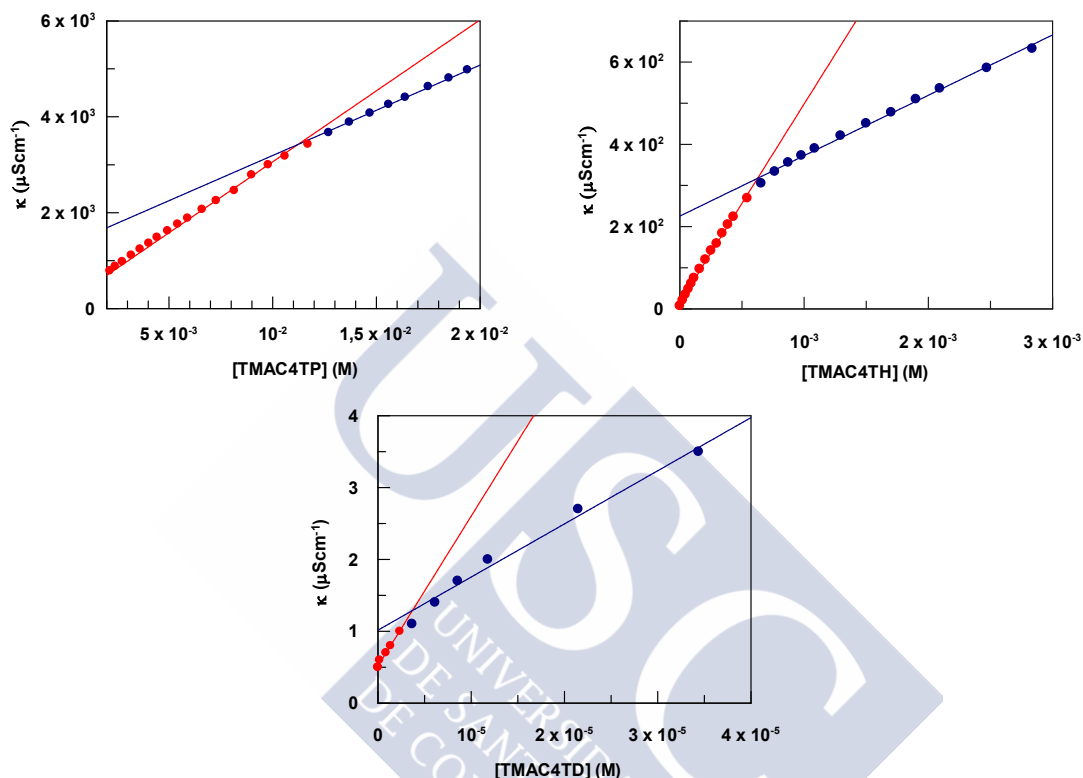 6 x 10³
4 x 10³
2 x 10³
0
κ (μScm⁻¹)
5 x 10⁻³
10⁻²
1,5 x 10⁻²
2 x 10⁻²
[TMAC4TP] (M)
6 x 10²
4 x 10²
2 x 10²
0
κ (μScm⁻¹)
0
10⁻³
2 x 10⁻³
3 x 10⁻³
[TMAC4TH] (M)
4
3
2
1
0
κ (μScm⁻¹)
0
10⁻⁵
2 x 10⁻⁵
3 x 10⁻⁵
4 x 10⁻⁵
[TMAC4TD] (M)
USC